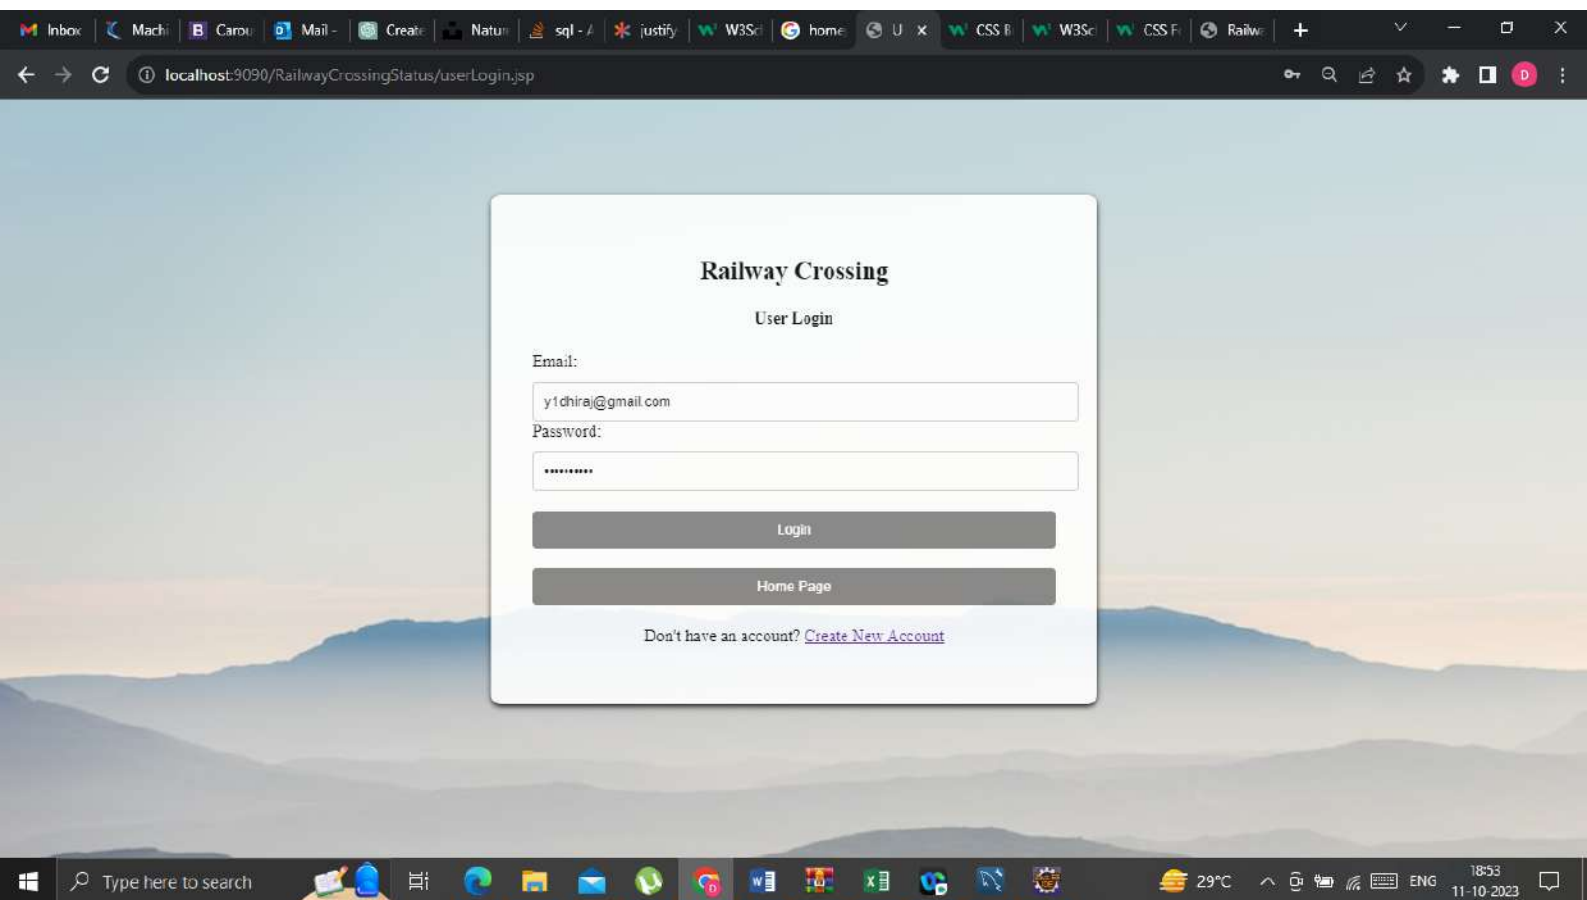 Inbox Machi B Carou Mail - Create Natur sql - A justify W3Sc home U CSS B W3Sc CSS F Railwa
localhost:9090/RailwayCrossingStatus/userLogin.jsp D
Railway Crossing
User Login
Email:
y1dhiraj@gmail.com
Password:
Login
Home Page
Don't have an account? Create New Account
Type here to search 29°C ENG 18:53
11-10-2023